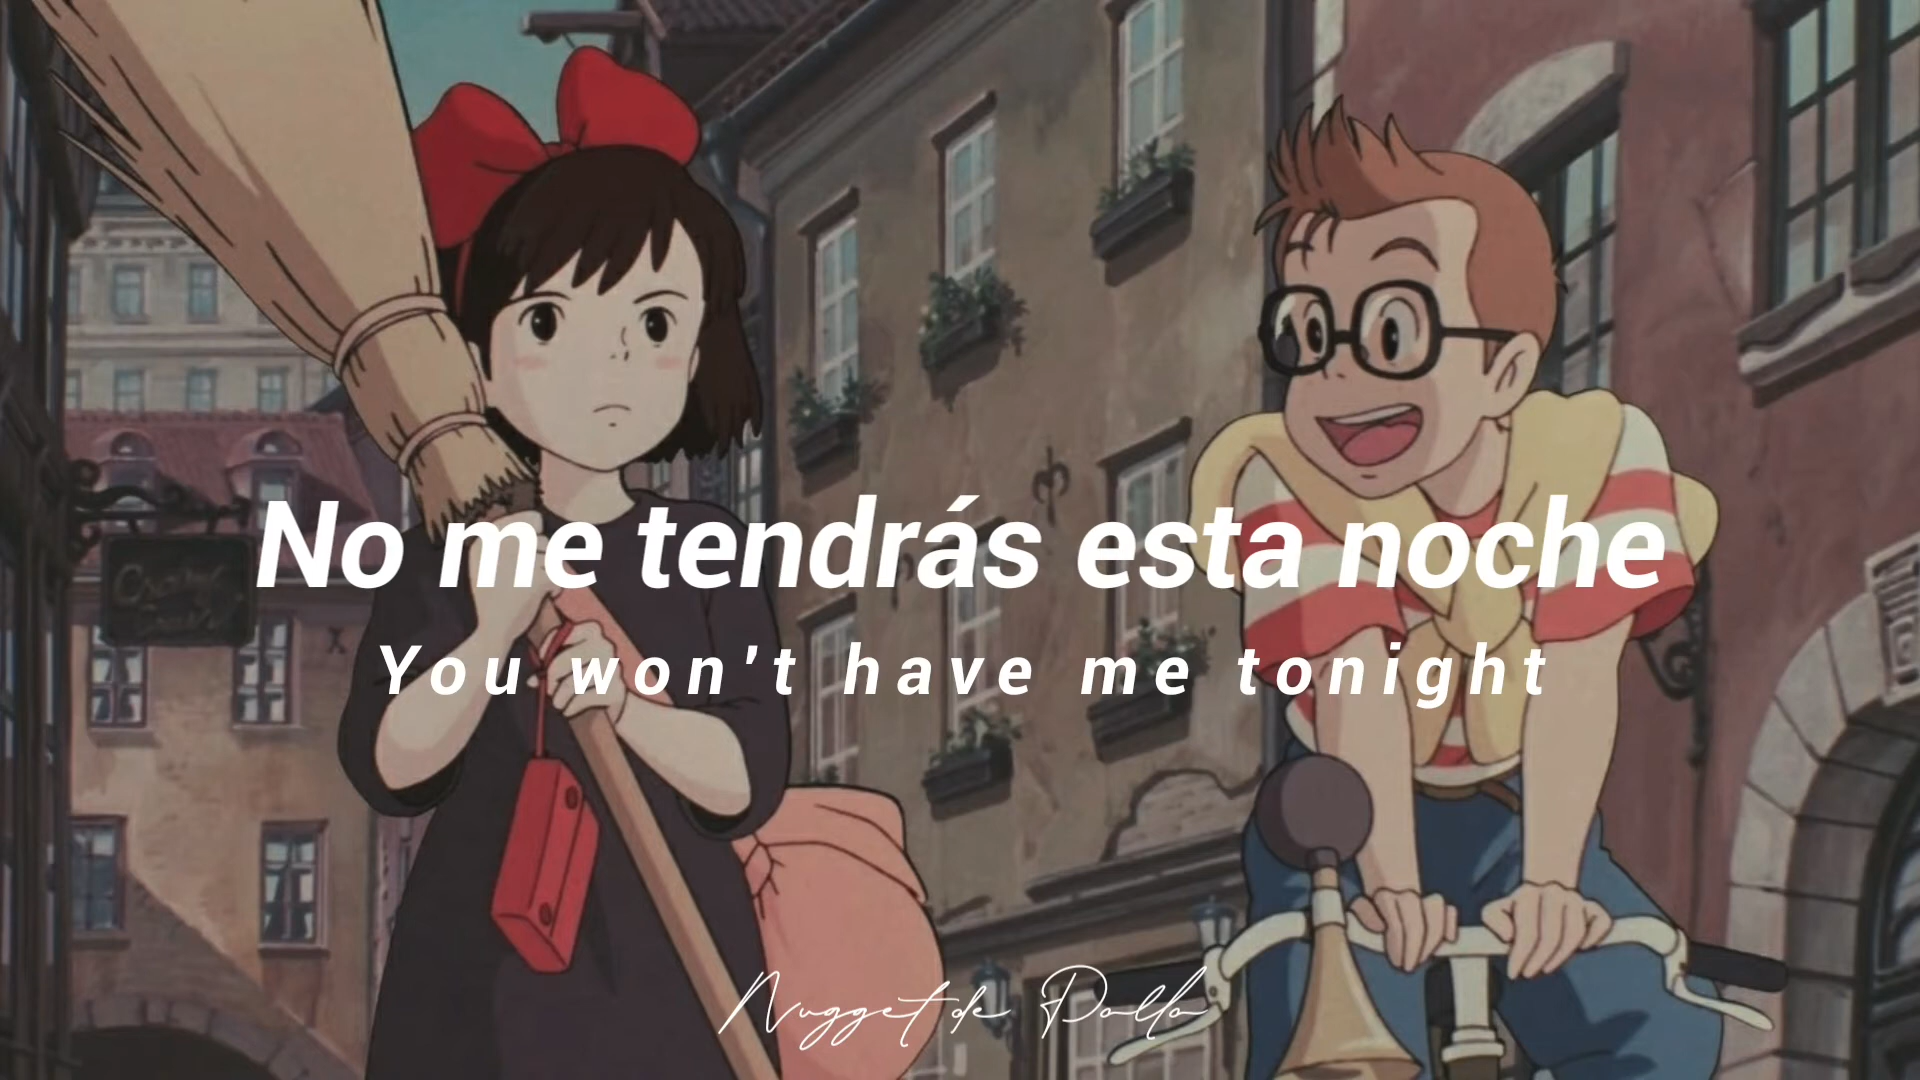 No me tendrás esta noche
You won't have me tonight
Nugget de Pollo